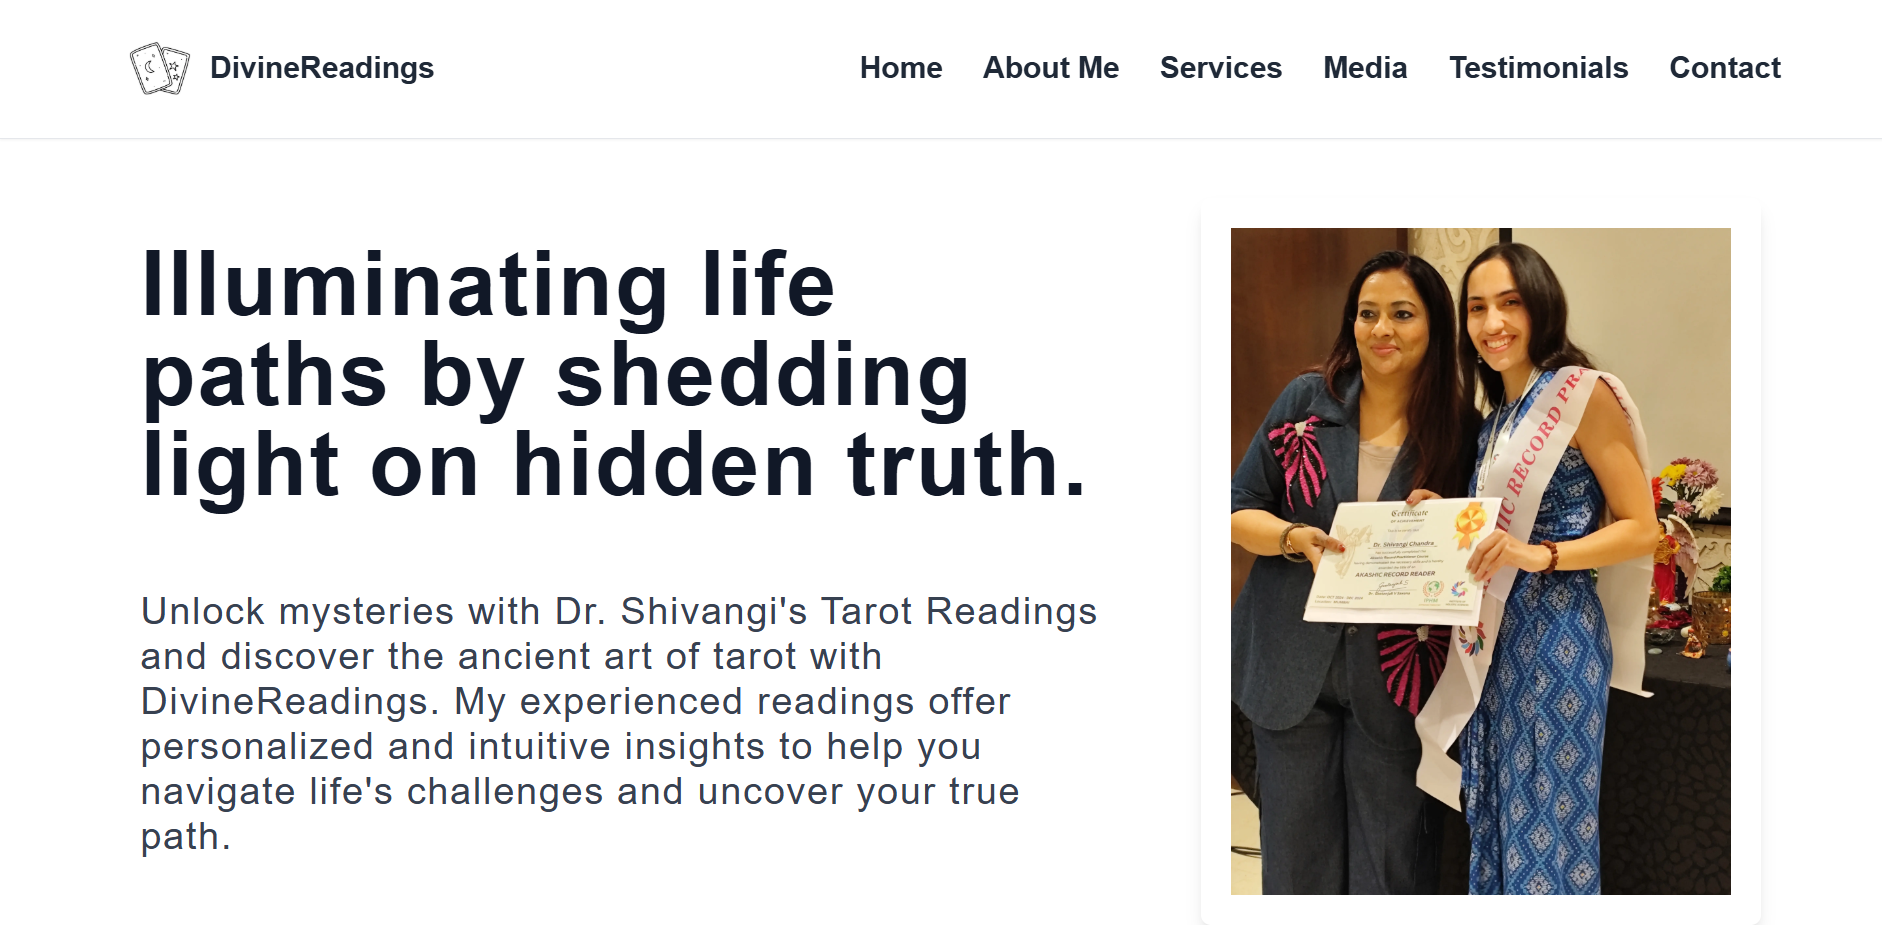 DivineReadings
Home About Me Services Media Testimonials Contact
Illuminating life
paths by shedding
light on hidden truth.
Unlock mysteries with Dr. Shivangi's Tarot Readings
and discover the ancient art of tarot with
DivineReadings. My experienced readings offer
personalized and intuitive insights to help you
navigate life's challenges and uncover your true
path.
RECORD PRA
Certificate
OF ACHIEVEMENT
Dr. Shivangi Chandra
AKASHIC RECORD READER